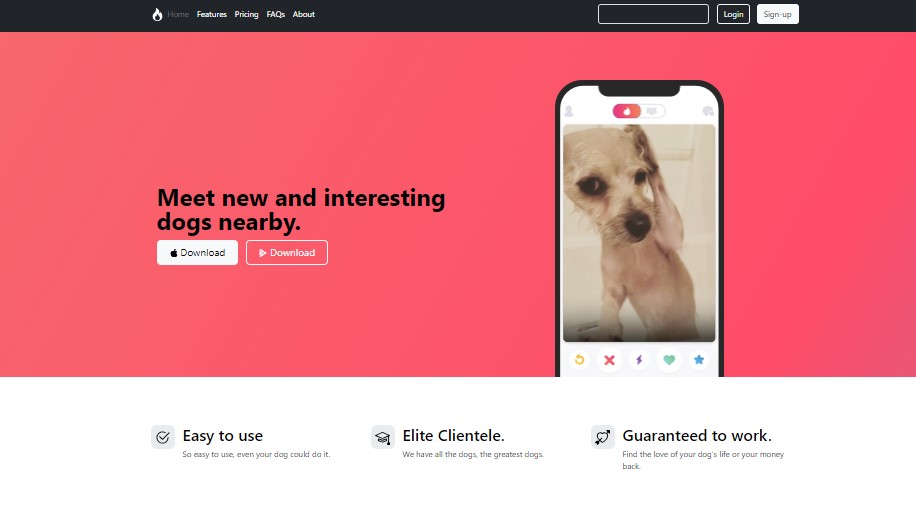 Home Features Pricing FAQs About Login Sign-up
Meet new and interesting
dogs nearby.
Download Download
Easy to use
So easy to use, even your dog could do it.
Elite Clientele.
We have all the dogs, the greatest dogs.
Guaranteed to work.
Find the love of your dog's life or your money
back.